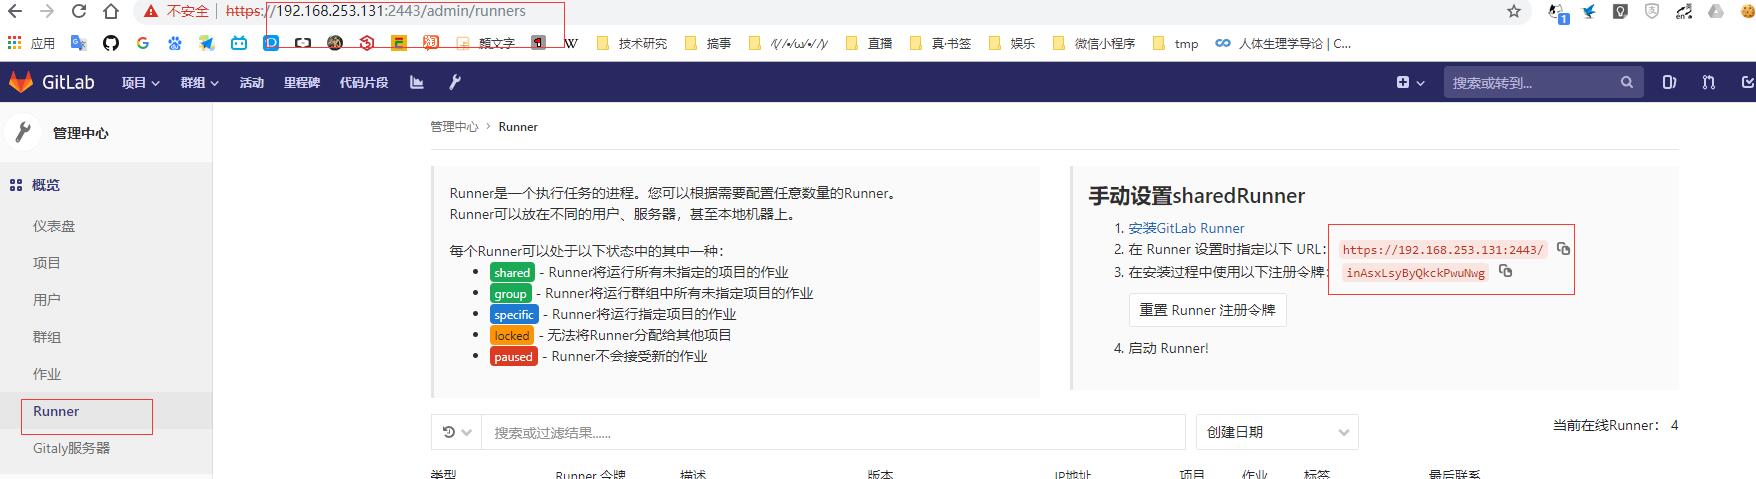 不安全 | https://192.168.253.131:2443/admin/runners
应用 技术研究 搞事 直播 真·书签 娱乐 微信小程序 tmp 人体生理学导论 | C...
GitLab 项目 群组 活动 里程碑 代码片段 搜索或转到...
管理中心
概览
仪表盘
项目
用户
群组
作业
Runner
Gitaly服务器
管理中心 › Runner
Runner是一个执行任务的进程。您可以根据需要配置任意数量的Runner。
Runner可以放在不同的用户、服务器，甚至本地机器上。
每个Runner可以处于以下状态中的其中一种：
• shared - Runner将运行所有未指定的项目的作业
• group - Runner将运行群组中所有未指定项目的作业
• specific - Runner将运行指定项目的作业
• locked - 无法将Runner分配给其他项目
• paused - Runner不会接受新的作业
手动设置sharedRunner
1. 安装GitLab Runner
2. 在 Runner 设置时指定以下 URL： https://192.168.253.131:2443/
3. 在安装过程中使用以下注册令牌： inAsxLsyByQkckPwuNwg
重置 Runner 注册令牌
4. 启动 Runner!
搜索或过滤结果......
创建日期
当前在线Runner： 4
类型 Runner 令牌 描述 版本 IP地址 项目 作业 标签 最后联系